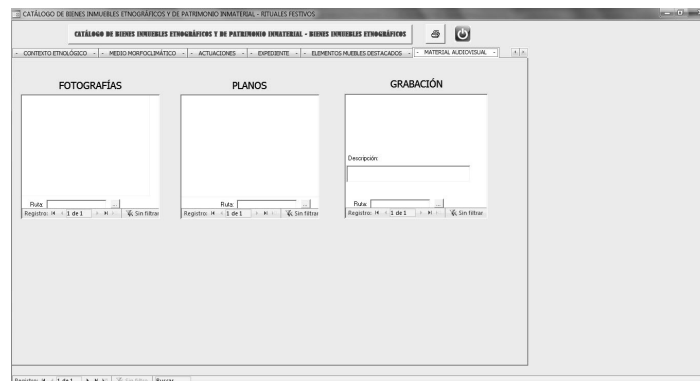 CATÁLOGO DE BIENES INMUEBLES ETNOGRÁFICOS Y DE PATRIMONIO INMATERIAL - RITUALES FESTIVOS
CATÁLOGO DE BIENES INMUEBLES ETNOGRÁFICOS Y DE PATRIMONIO INMATERIAL - BIENES INMUEBLES ETNOGRÁFICOS
- CONTEXTO ETNOLÓGICO - - MEDIO MORFOCLIMÁTICO - - ACTUACIONES - - EXPEDIENTE - - ELEMENTOS MUEBLES DESTACADOS - - MATERIAL AUDIOVISUAL -
FOTOGRAFÍAS PLANOS GRABACIÓN
Descripción:
Ruta: ... Ruta: ... Ruta: ...
Registro: 1 de 1 Sin filtrar Registro: 1 de 1 Sin filtrar Registro: 1 de 1 Sin filtrar
Registro: 1 de 1 Sin filtrar Buscar